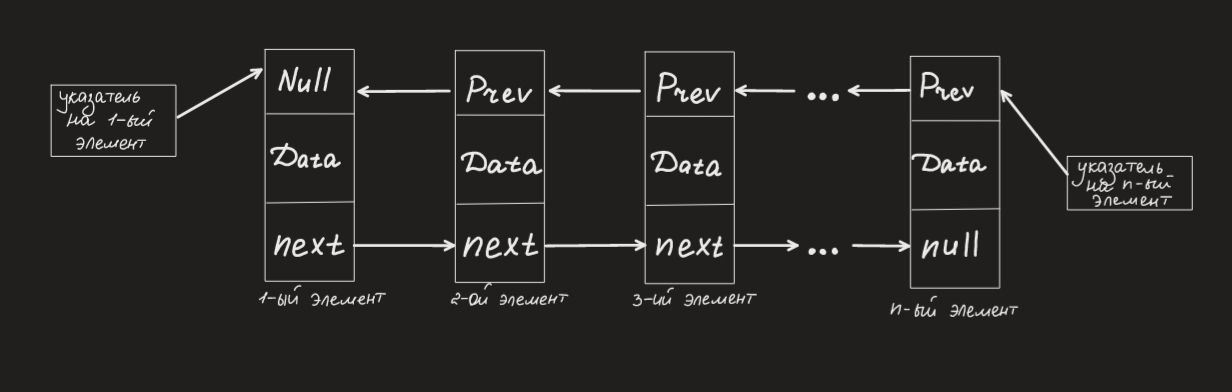 указатель
на 1-ый
элемент
Null
Data
next
1-ый элемент
Prev
Data
next
2-ой элемент
Prev
Data
next
3-ий элемент
...
...
Prev
Data
null
n-ый элемент
указатель
на n-ый
элемент